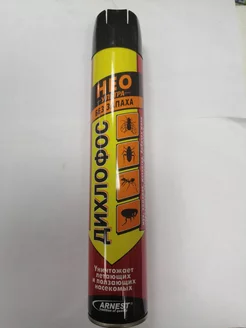 НЕО
БЕЗ ЗАПАХА
ДИХЛОФОС
Уничтожает
летающих
и ползающих
насекомых
ARNEST